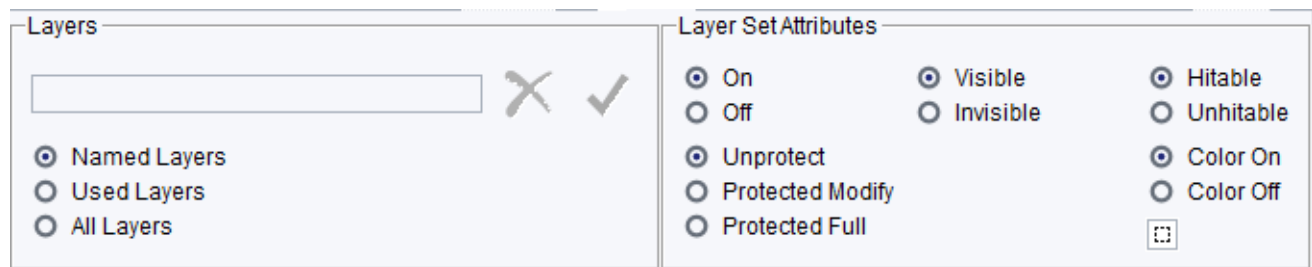 Layers
Named Layers
Used Layers
All Layers
Layer Set Attributes
On
Visible
Hitable
Off
Invisible
Unhitable
Unprotect
Color On
Protected Modify
Color Off
Protected Full